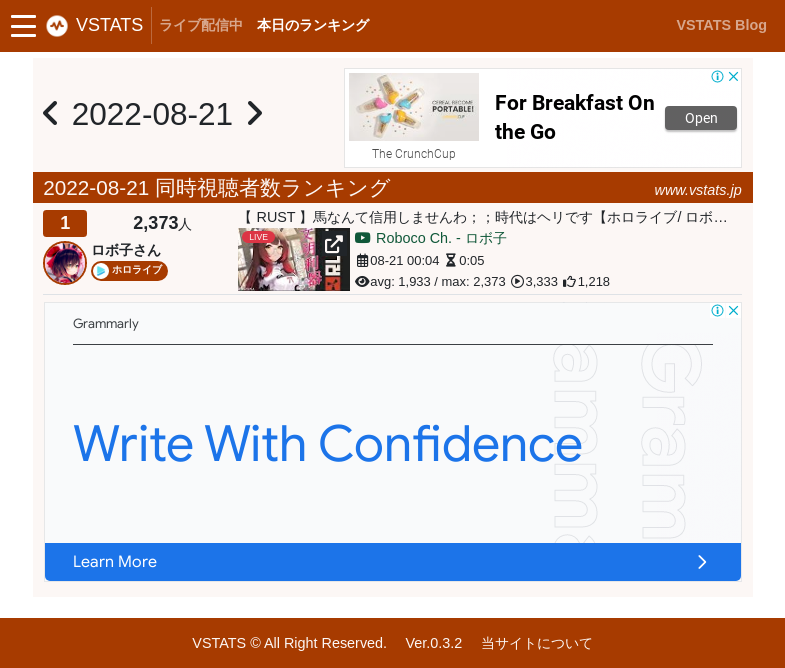 VSTATS ライブ配信中 本日のランキング VSTATS Blog
2022-08-21
CEREAL BECOME
PORTABLE!
The CrunchCup
For Breakfast On
the Go
Open
2022-08-21 同時視聴者数ランキング www.vstats.jp
1 2,373人
ロボ子さん
ホロライブ
【 RUST 】馬なんて信用しませんわ；；時代はヘリです【ホロライブ/ ロボ…
LIVE
Roboco Ch. - ロボ子
08-21 00:04 0:05
avg: 1,933 / max: 2,373 3,333 1,218
Grammarly
Write With Confidence
Gramma
Gram
Learn More
VSTATS © All Right Reserved. Ver.0.3.2 当サイトについて